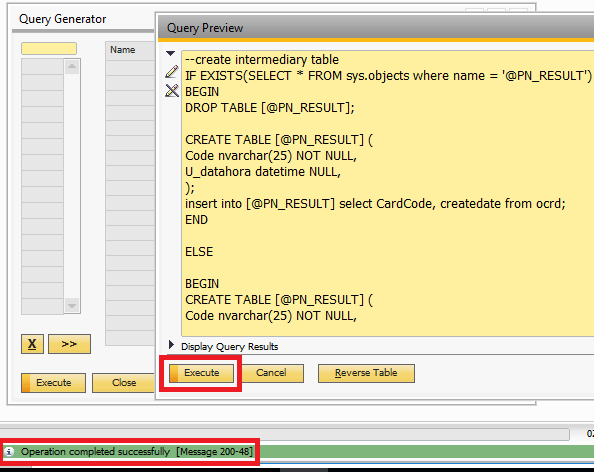 Query Generator
Name
Query Preview
--create intermediary table
IF EXISTS(SELECT * FROM sys.objects where name = '@PN_RESULT')
BEGIN
DROP TABLE [@PN_RESULT];
CREATE TABLE [@PN_RESULT] (
Code nvarchar(25) NOT NULL,
U_datahora datetime NULL,
);
insert into [@PN_RESULT] select CardCode, createdate from ocrd;
END
ELSE
BEGIN
CREATE TABLE [@PN_RESULT] (
Code nvarchar(25) NOT NULL,
Display Query Results
Execute Cancel Reverse Table
X >>
Execute Close
Operation completed successfully [Message 200-48]